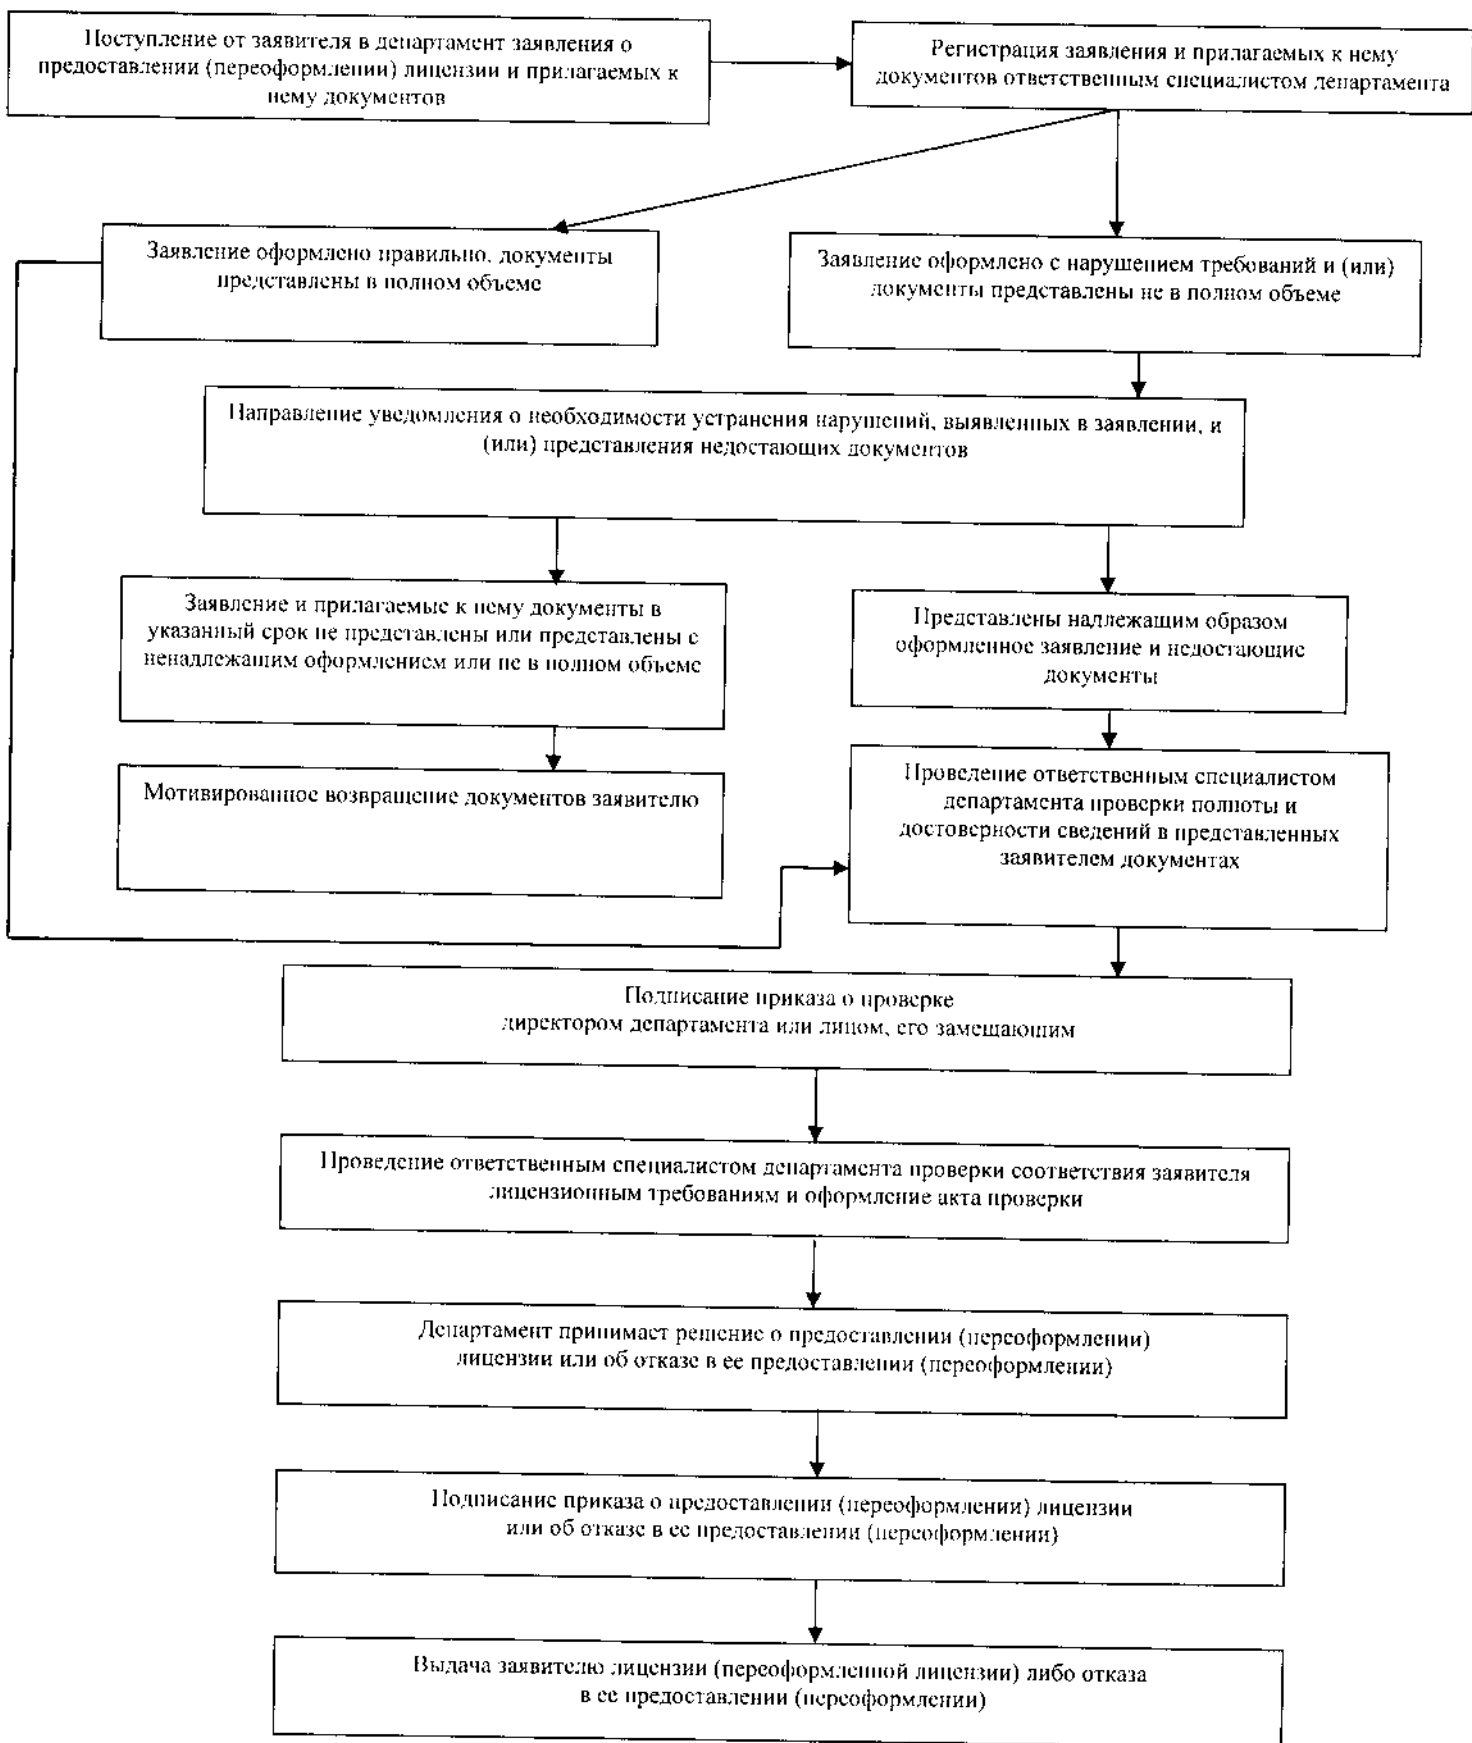 Поступление от заявителя в департамент заявления о
предоставлении (переоформлении) лицензии и прилагаемых к
нему документов
Регистрация заявления и прилагаемых к нему
документов ответственным специалистом департамента
Заявление оформлено правильно, документы
представлены в полном объеме
Заявление оформлено с нарушением требований и (или)
документы представлены не в полном объеме
Направление уведомления о необходимости устранения нарушений, выявленных в заявлении, и
(или) представления недостающих документов
Заявление и прилагаемые к нему документы в
указанный срок не представлены или представлены с
ненадлежащим оформлением или не в полном объеме
Представлены надлежащим образом
оформленное заявление и недостающие
документы
Мотивированное возвращение документов заявителю
Проведение ответственным специалистом
департамента проверки полноты и
достоверности сведений в представленных
заявителем документах
Подписание приказа о проверке
директором департамента или лицом, его замещающим
Проведение ответственным специалистом департамента проверки соответствия заявителя
лицензионным требованиям и оформление акта проверки
Департамент принимает решение о предоставлении (переоформлении)
лицензии или об отказе в ее предоставлении (переоформлении)
Подписание приказа о предоставлении (переоформлении) лицензии
или об отказе в ее предоставлении (переоформлении)
Выдача заявителю лицензии (переоформленной лицензии) либо отказа
в ее предоставлении (переоформлении)